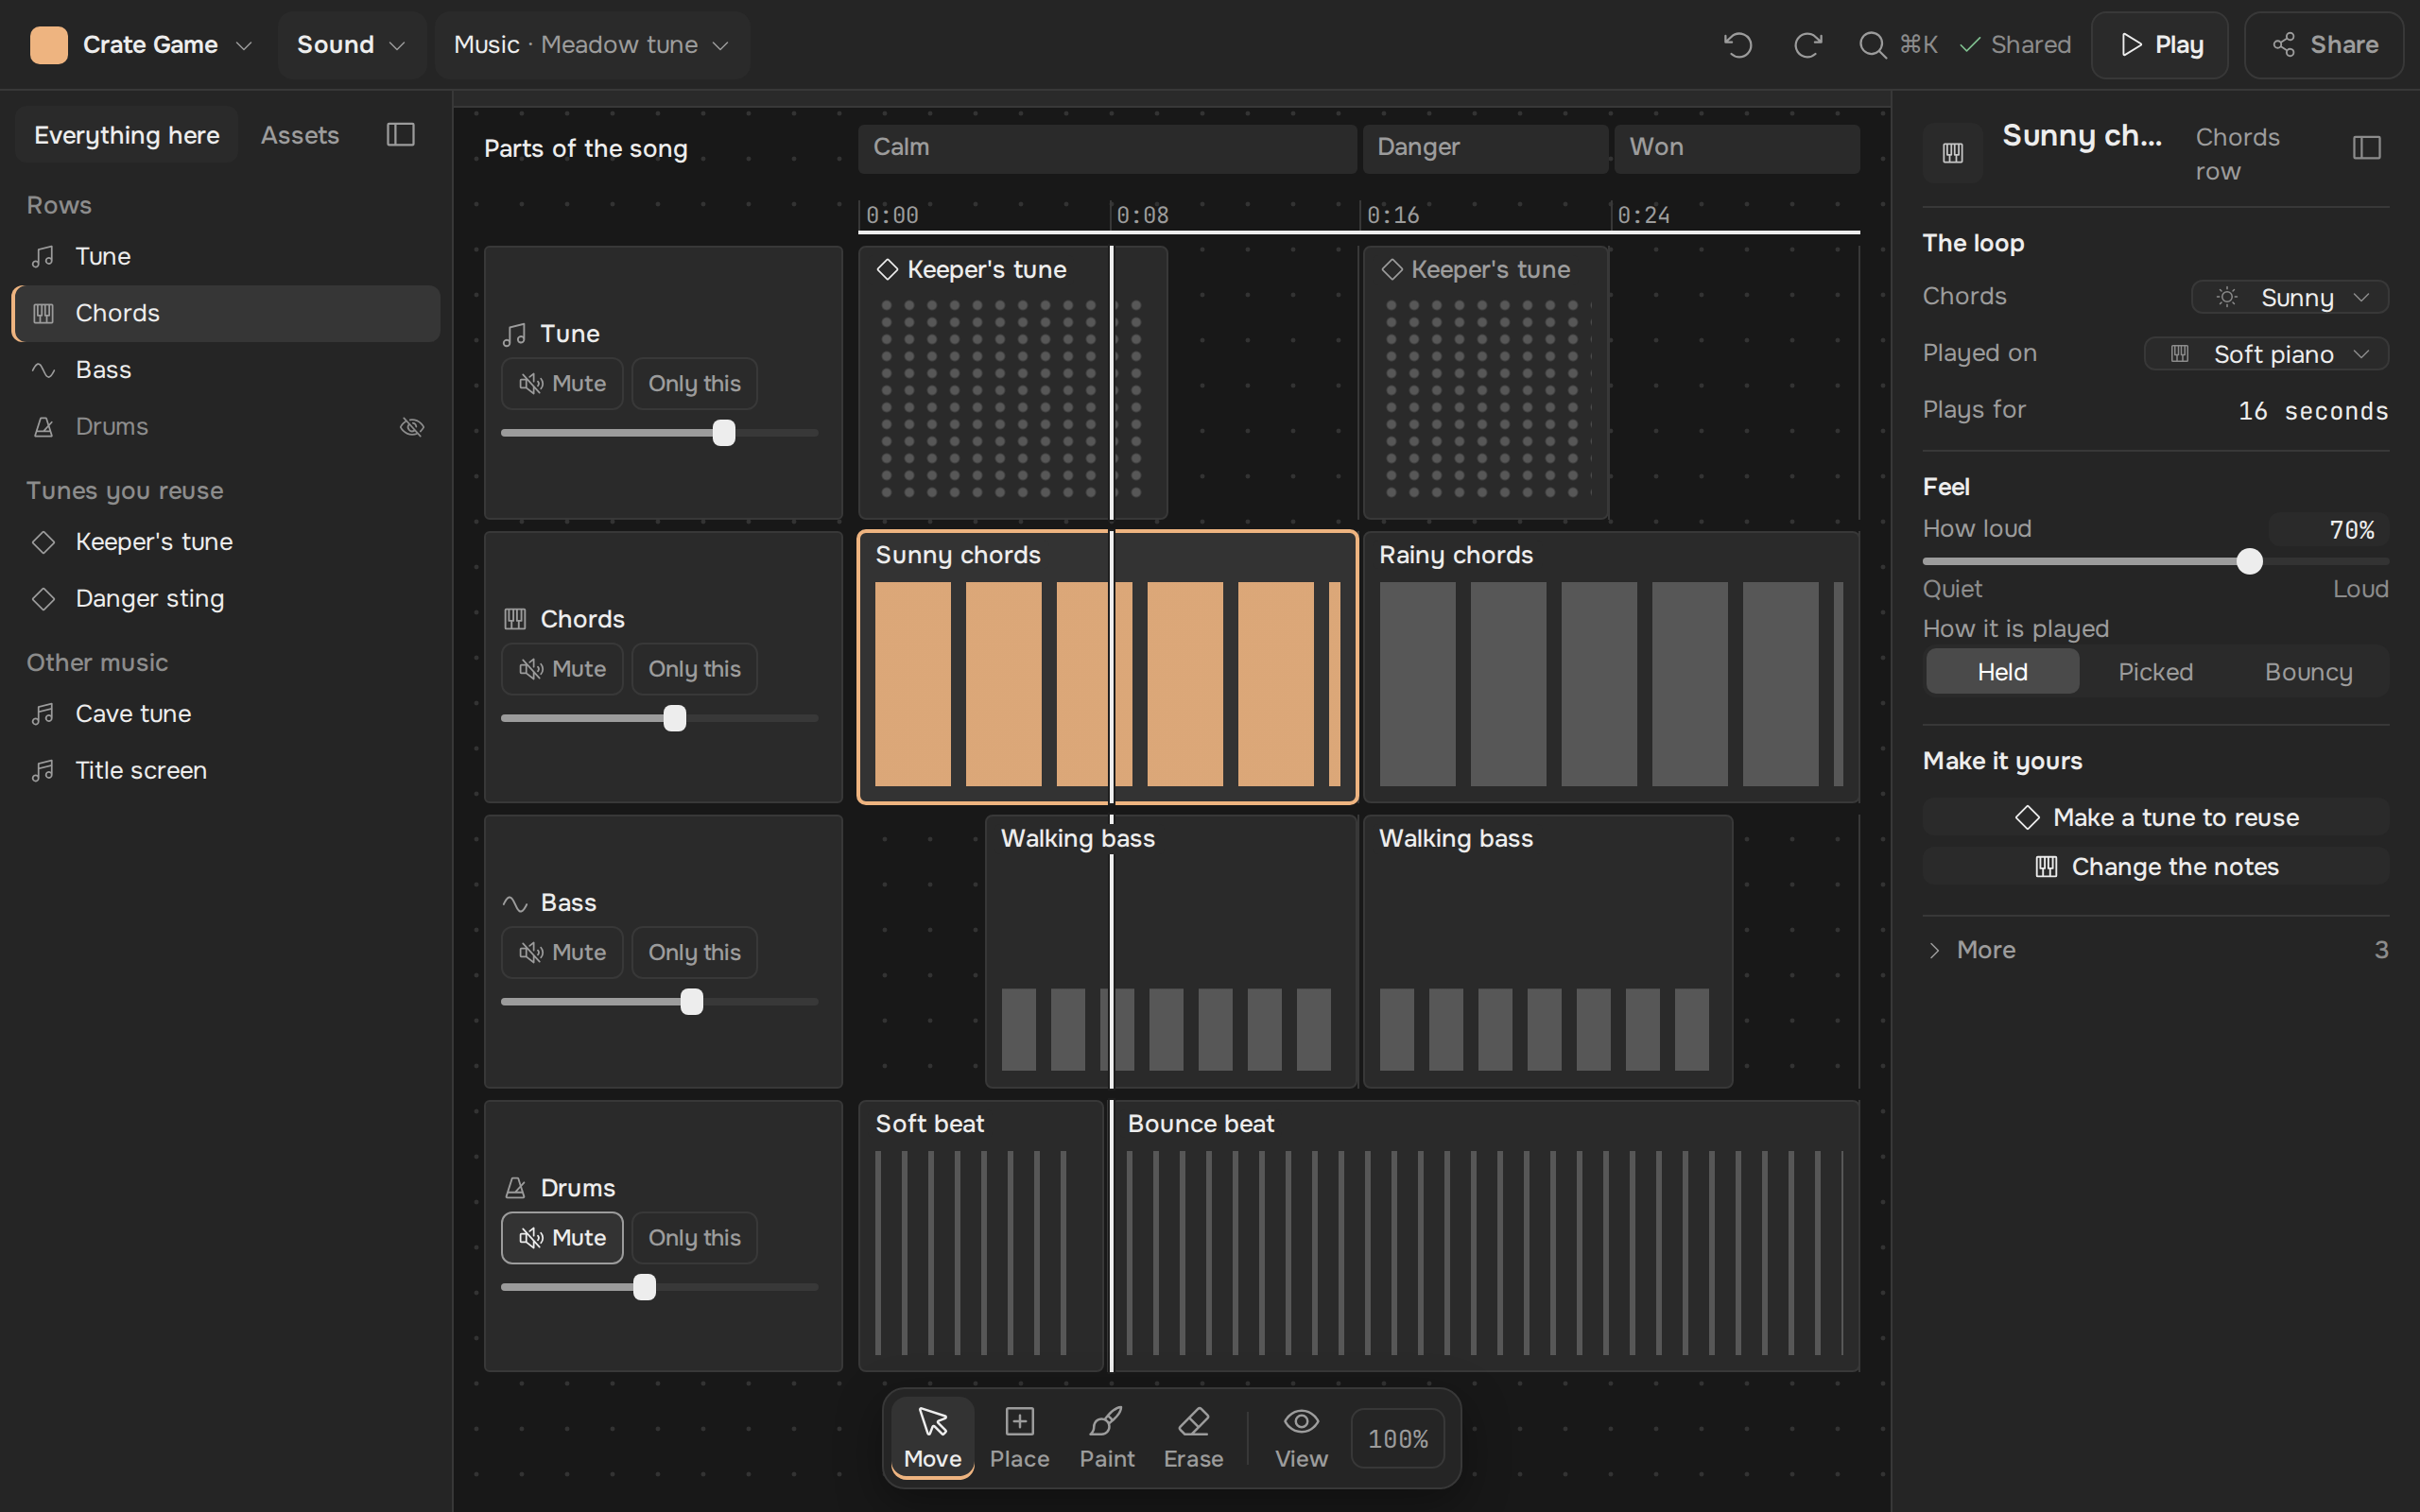 Crate Game
Sound
Music · Meadow tune
⌘K
Shared
Play
Share
Everything here
Assets
Rows
Tune
Chords
Bass
Drums
Tunes you reuse
Keeper's tune
Danger sting
Other music
Cave tune
Title screen
Parts of the song
Calm
Danger
Won
0:00
0:08
0:16
0:24
Tune
Mute
Only this
Keeper's tune
Keeper's tune
Chords
Mute
Only this
Sunny chords
Rainy chords
Bass
Mute
Only this
Walking bass
Walking bass
Drums
Mute
Only this
Soft beat
Bounce beat
Move
Place
Paint
Erase
View
100%
Sunny ch...
Chords
row
The loop
Chords
Sunny
Played on
Soft piano
Plays for
16 seconds
Feel
How loud
70%
Quiet
Loud
How it is played
Held
Picked
Bouncy
Make it yours
Make a tune to reuse
Change the notes
More
3